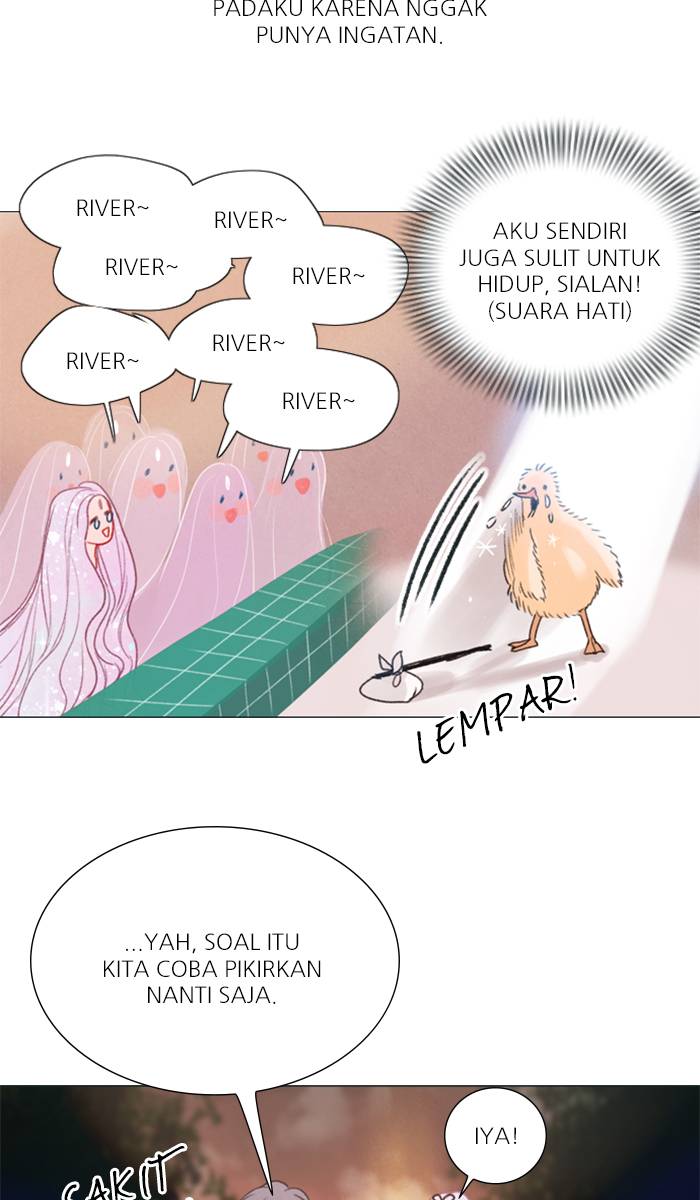 PADAKU KARENA NGGAK
PUNYA INGATAN.
RIVER~
RIVER~
RIVER~
RIVER~
RIVER~
RIVER~
RIVER~
AKU SENDIRI
JUGA SULIT UNTUK
HIDUP, SIALAN!
(SUARA HATI)
LEMPAR!
...YAH, SOAL ITU
KITA COBA PIKIRKAN
NANTI SAJA.
IYA!
SAKIT